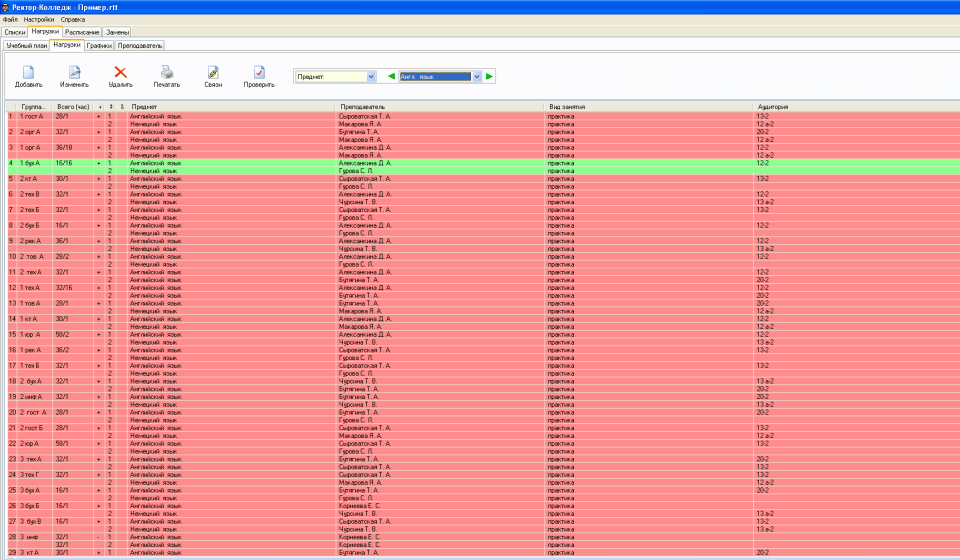 Ректор-Колледж - Пример.rtt
Файл Настройки Справка
Списки Нагрузки Расписание Замены
Учебный план Нагрузки Графики Преподаватель
Добавить Изменить Удалить Печатать Связи Проверить Предмет: Англ. язык
Группа... Всего (час) Предмет Преподаватель Вид занятия Аудитория
1 1 гост А 28/1 + 1 Английский язык Сыроватская Т. А. практика 13-2
2 Немецкий язык Макарова Я. А. практика 12 а-2
2 2 орг А 32/1 + 1 Английский язык Бутягина Т. А. практика 20-2
2 Немецкий язык Макарова Я. А. практика 12 а-2
3 1 орг А 36/18 + 1 Английский язык Алексанкина Д. А. практика 12-2
2 Немецкий язык Макарова Я. А. практика 12 а-2
4 1 бух А 16/16 + 1 Английский язык Алексанкина Д. А. практика 12-2
2 Немецкий язык Гурова С. Л. практика
5 2 кт А 30/1 + 1 Английский язык Сыроватская Т. А. практика 13-2
2 Немецкий язык Гурова С. Л. практика
6 2 тех В 32/1 + 1 Английский язык Алексанкина Д. А. практика 12-2
2 Немецкий язык Чурсина Т. В. практика 13 а-2
7 2 тех Б 32/1 + 1 Английский язык Сыроватская Т. А. практика 13-2
2 Немецкий язык Гурова С. Л. практика
8 2 бух Б 16/1 + 1 Английский язык Алексанкина Д. А. практика 12-2
2 Немецкий язык Гурова С. Л. практика
9 2 рек А 36/1 + 1 Английский язык Алексанкина Д. А. практика 12-2
2 Немецкий язык Чурсина Т. В. практика 13 а-2
10 2 тов А 28/2 + 1 Английский язык Алексанкина Д. А. практика 12-2
2 Немецкий язык Гурова С. Л. практика
11 2 тех А 32/1 + 1 Английский язык Алексанкина Д. А. практика 12-2
2 Английский язык Бутягина Т. А. практика 20-2
12 1 тех А 32/16 + 1 Английский язык Алексанкина Д. А. практика 12-2
2 Английский язык Бутягина Т. А. практика 20-2
13 1 тов А 28/1 + 1 Английский язык Бутягина Т. А. практика 20-2
2 Немецкий язык Макарова Я. А. практика 12 а-2
14 1 кт А 30/1 + 1 Английский язык Алексанкина Д. А. практика 12-2
2 Немецкий язык Макарова Я. А. практика 12 а-2
15 1 юр А 58/2 + 1 Английский язык Алексанкина Д. А. практика 12-2
2 Немецкий язык Чурсина Т. В. практика 13 а-2
16 1 рек А 36/2 + 1 Английский язык Сыроватская Т. А. практика 13-2
2 Немецкий язык Гурова С. Л. практика
17 1 тех Б 32/1 + 1 Английский язык Сыроватская Т. А. практика 13-2
2 Немецкий язык Гурова С. Л. практика
18 2 бух А 32/1 + 1 Немецкий язык Чурсина Т. В. практика 13 а-2
2 Английский язык Бутягина Т. А. практика 20-2
19 2 инф А 32/1 + 1 Английский язык Бутягина Т. А. практика 20-2
2 Немецкий язык Чурсина Т. В. практика 13 а-2
20 2 гост А 28/1 + 1 Английский язык Бутягина Т. А. практика 20-2
2 Немецкий язык Гурова С. Л. практика
21 2 гост Б 28/1 + 1 Английский язык Сыроватская Т. А. практика 13-2
2 Немецкий язык Макарова Я. А. практика 12 а-2
22 2 юр А 58/1 + 1 Английский язык Сыроватская Т. А. практика 13-2
2 Немецкий язык Гурова С. Л. практика
23 3 тех А 32/1 + 1 Английский язык Бутягина Т. А. практика 20-2
2 Английский язык Сыроватская Т. А. практика 13-2
24 3 тех Г 32/1 + 1 Английский язык Сыроватская Т. А. практика 13-2
2 Немецкий язык Макарова Я. А. практика 12 а-2
25 3 бух А 16/1 + 1 Английский язык Бутягина Т. А. практика 20-2
2 Немецкий язык Гурова С. Л. практика
26 3 бух Б 16/1 + 1 Английский язык Корнеева Е. С. практика
2 Немецкий язык Чурсина Т. В. практика 13 а-2
27 3 бух В 16/1 + 1 Английский язык Сыроватская Т. А. практика 13-2
2 Немецкий язык Чурсина Т. В. практика 13 а-2
28 3 инф 32/1 - 1 Английский язык Корнеева Е. С. практика
32/1 2 Английский язык Корнеева Е. С. практика
29 3 кт А 30/1 + 1 Английский язык Бутягина Т. А. практика 20-2